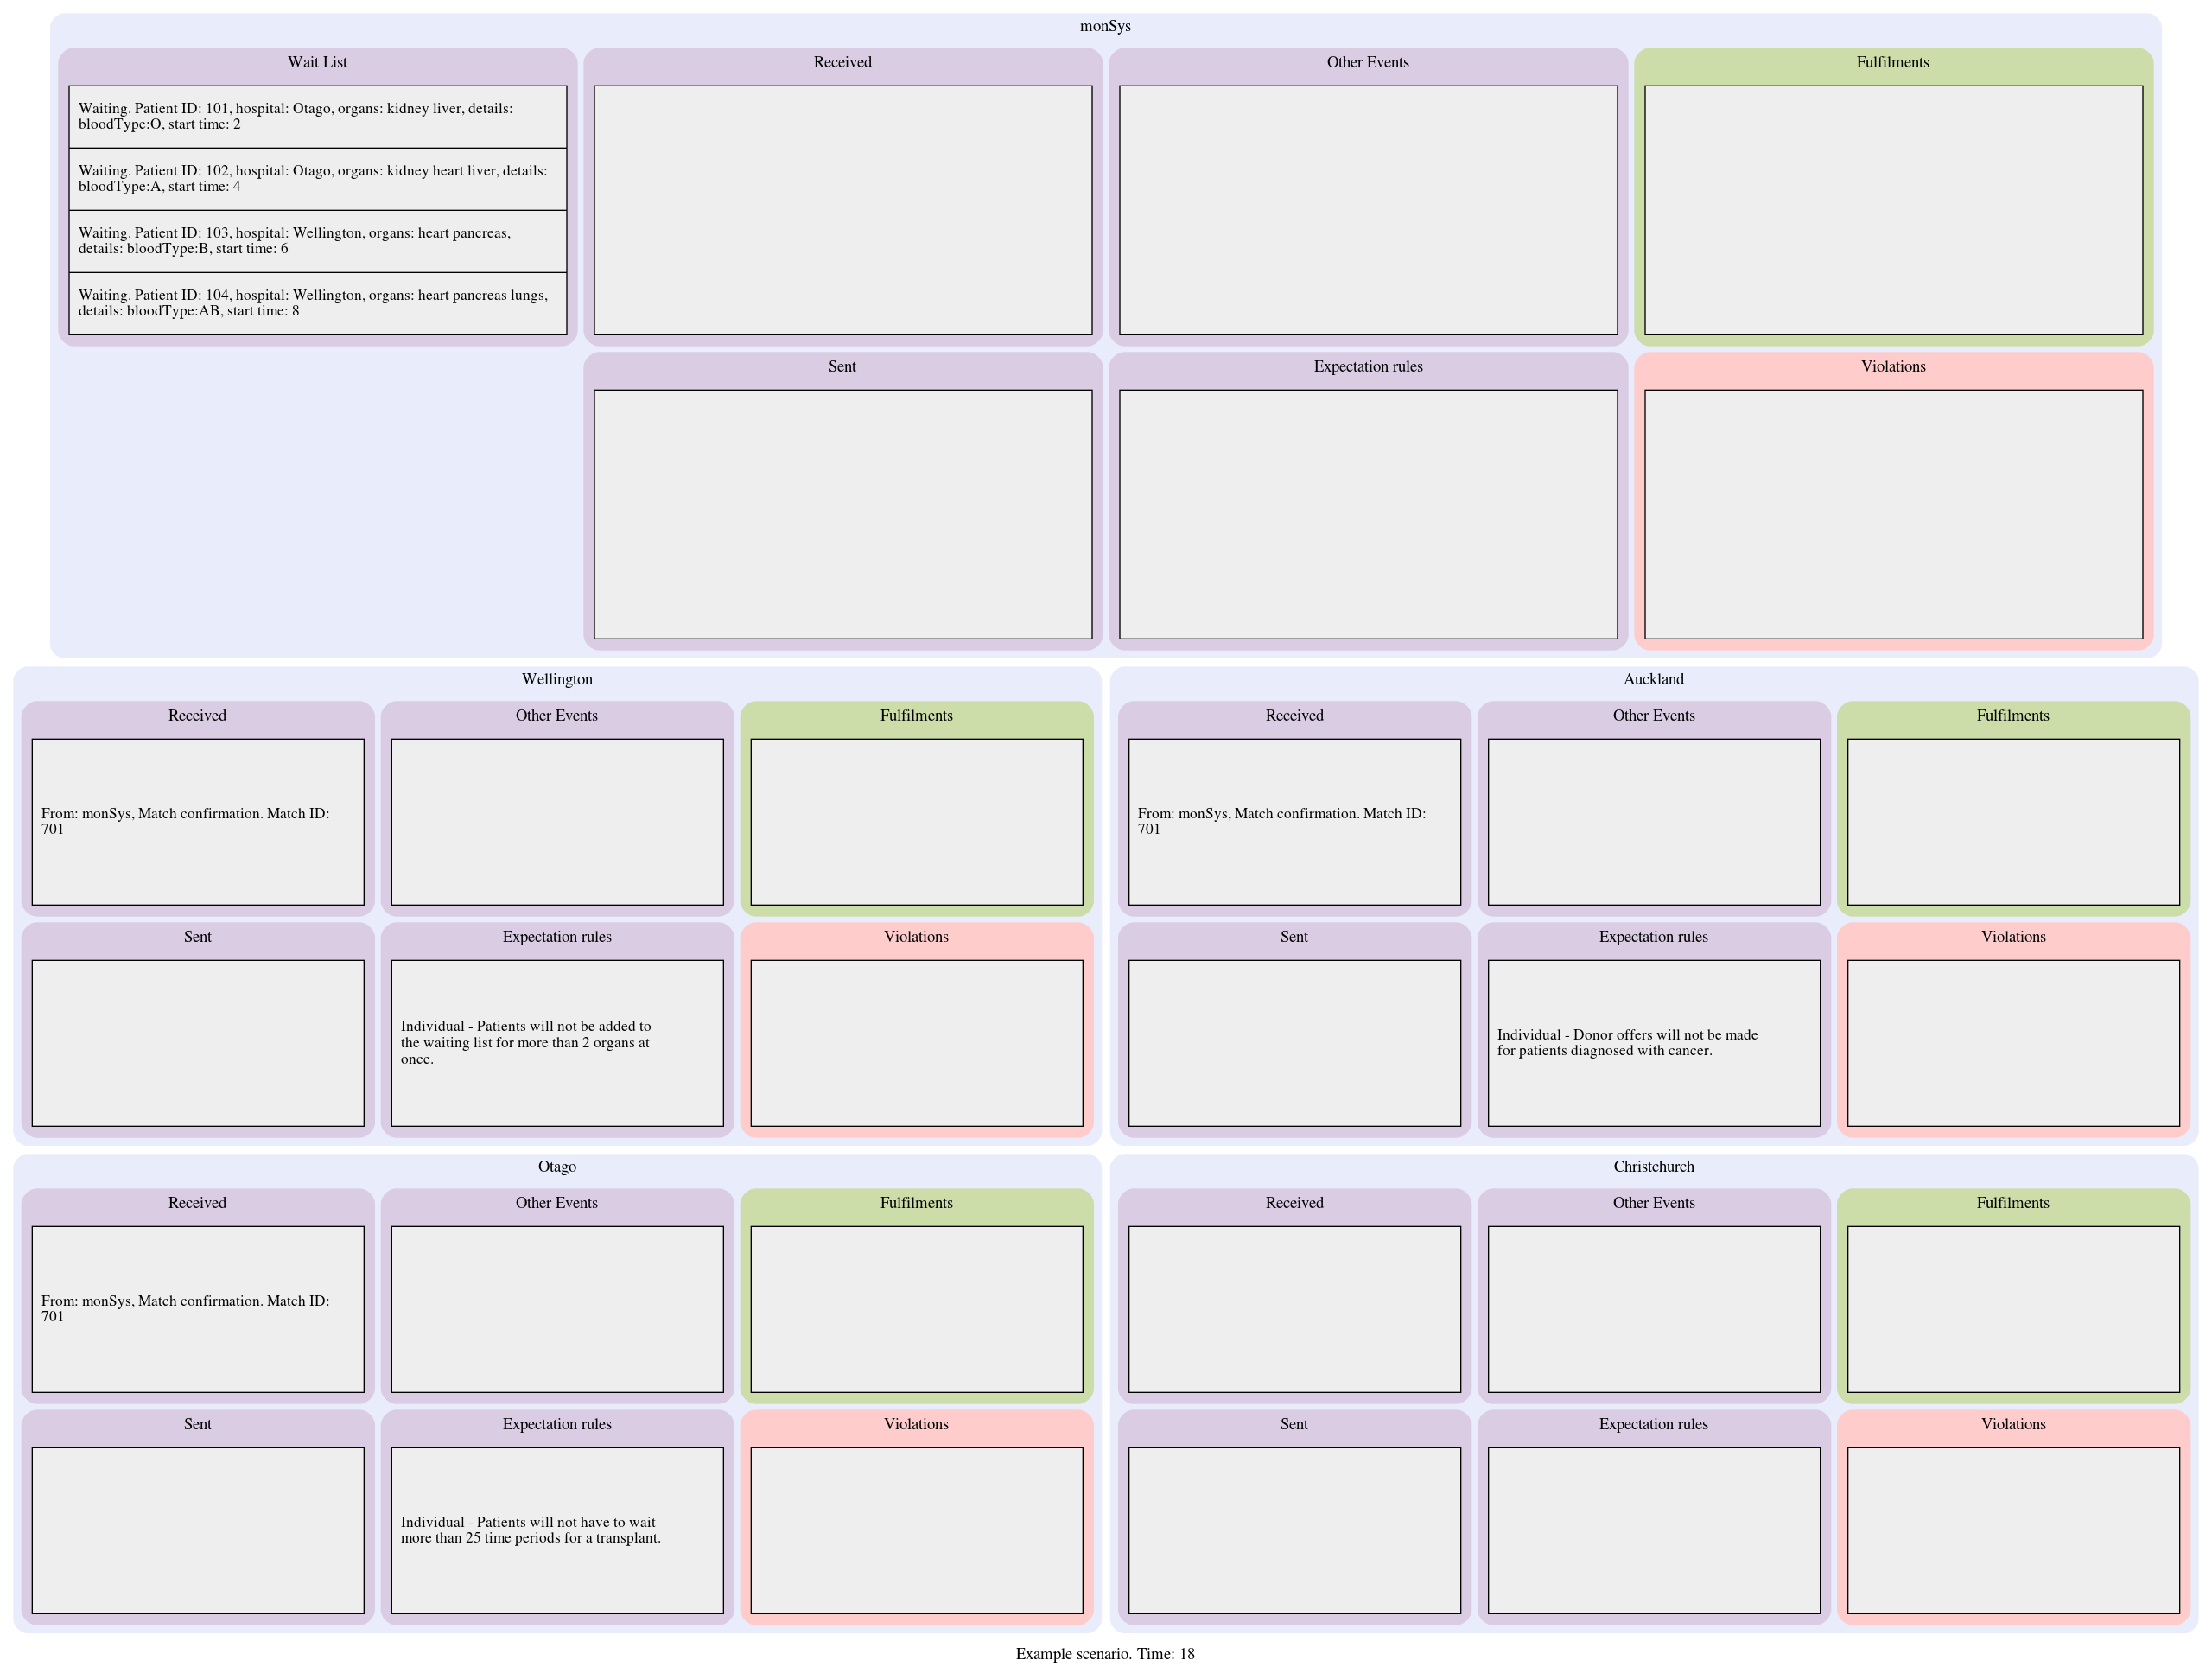 monSys
Wait List
Waiting. Patient ID: 101, hospital: Otago, organs: kidney liver, details:
bloodType:O, start time: 2
Waiting. Patient ID: 102, hospital: Otago, organs: kidney heart liver, details:
bloodType:A, start time: 4
Waiting. Patient ID: 103, hospital: Wellington, organs: heart pancreas,
details: bloodType:B, start time: 6
Waiting. Patient ID: 104, hospital: Wellington, organs: heart pancreas lungs,
details: bloodType:AB, start time: 8
Received
Other Events
Fulfilments
Sent
Expectation rules
Violations
Wellington
Received
From: monSys, Match confirmation. Match ID:
701
Other Events
Fulfilments
Sent
Expectation rules
Individual - Patients will not be added to
the waiting list for more than 2 organs at
once.
Violations
Auckland
Received
From: monSys, Match confirmation. Match ID:
701
Other Events
Fulfilments
Sent
Expectation rules
Individual - Donor offers will not be made
for patients diagnosed with cancer.
Violations
Otago
Received
From: monSys, Match confirmation. Match ID:
701
Other Events
Fulfilments
Sent
Expectation rules
Individual - Patients will not have to wait
more than 25 time periods for a transplant.
Violations
Christchurch
Received
Other Events
Fulfilments
Sent
Expectation rules
Violations
Example scenario. Time: 18